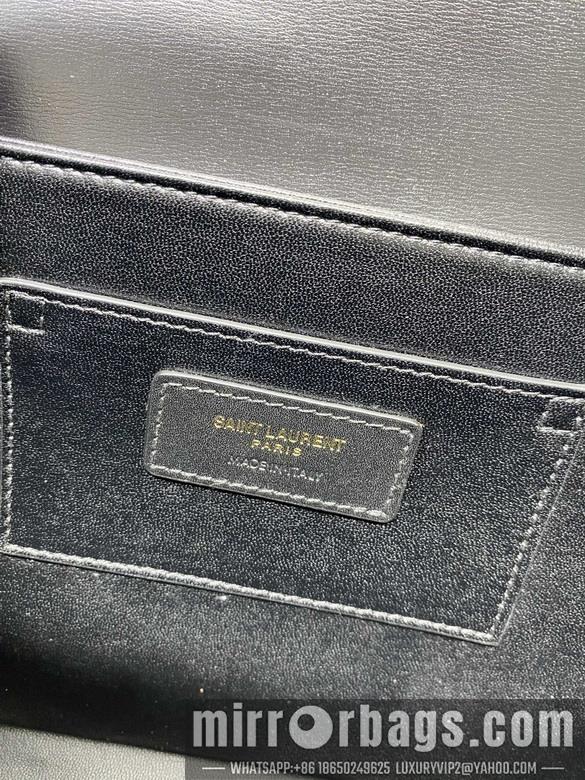 SAINT LAURENT
PARIS
MADE IN ITALY
mirrorbags.com
WHATSAPP:+86 18650249625 LUXURYVIP2@YAHOO.COM